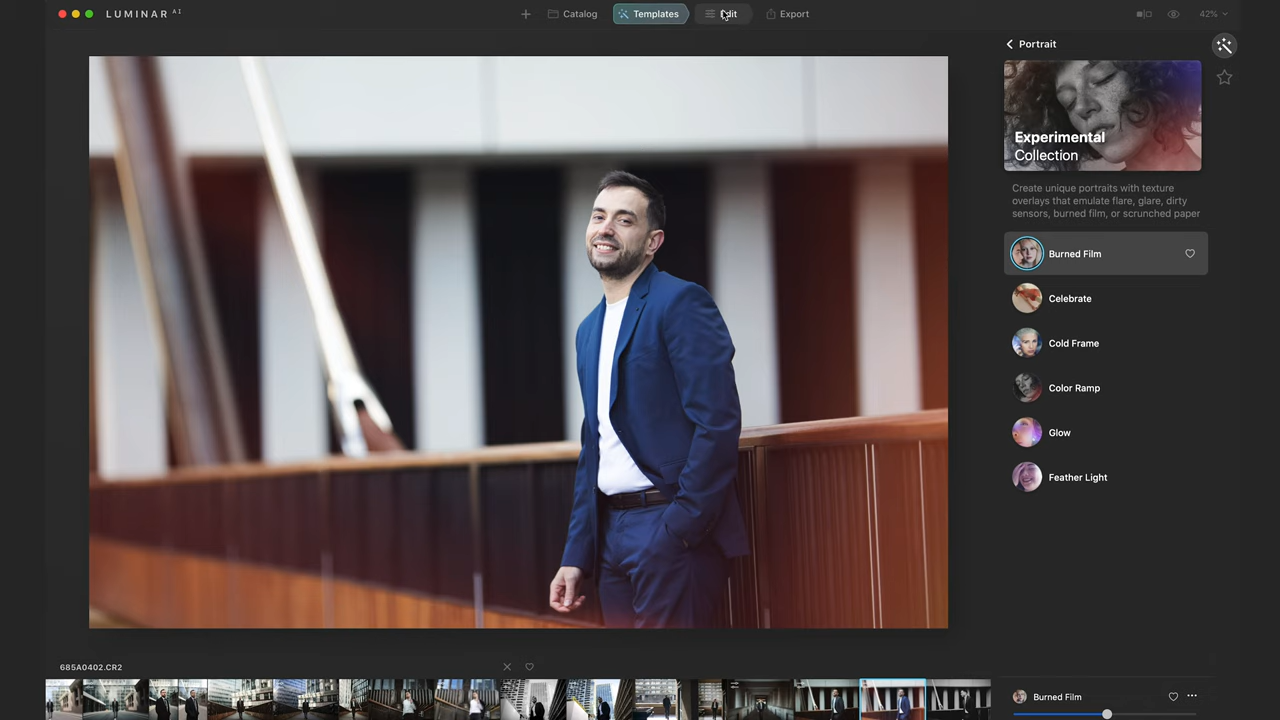 LUMINAR AI
Catalog
Templates
Edit
Export
42%
Portrait
Experimental
Collection
Create unique portraits with texture
overlays that emulate flare, glare, dirty
sensors, burned film, or scrunched paper
Burned Film
Celebrate
Cold Frame
Color Ramp
Glow
Feather Light
685A0402.CR2
Burned Film